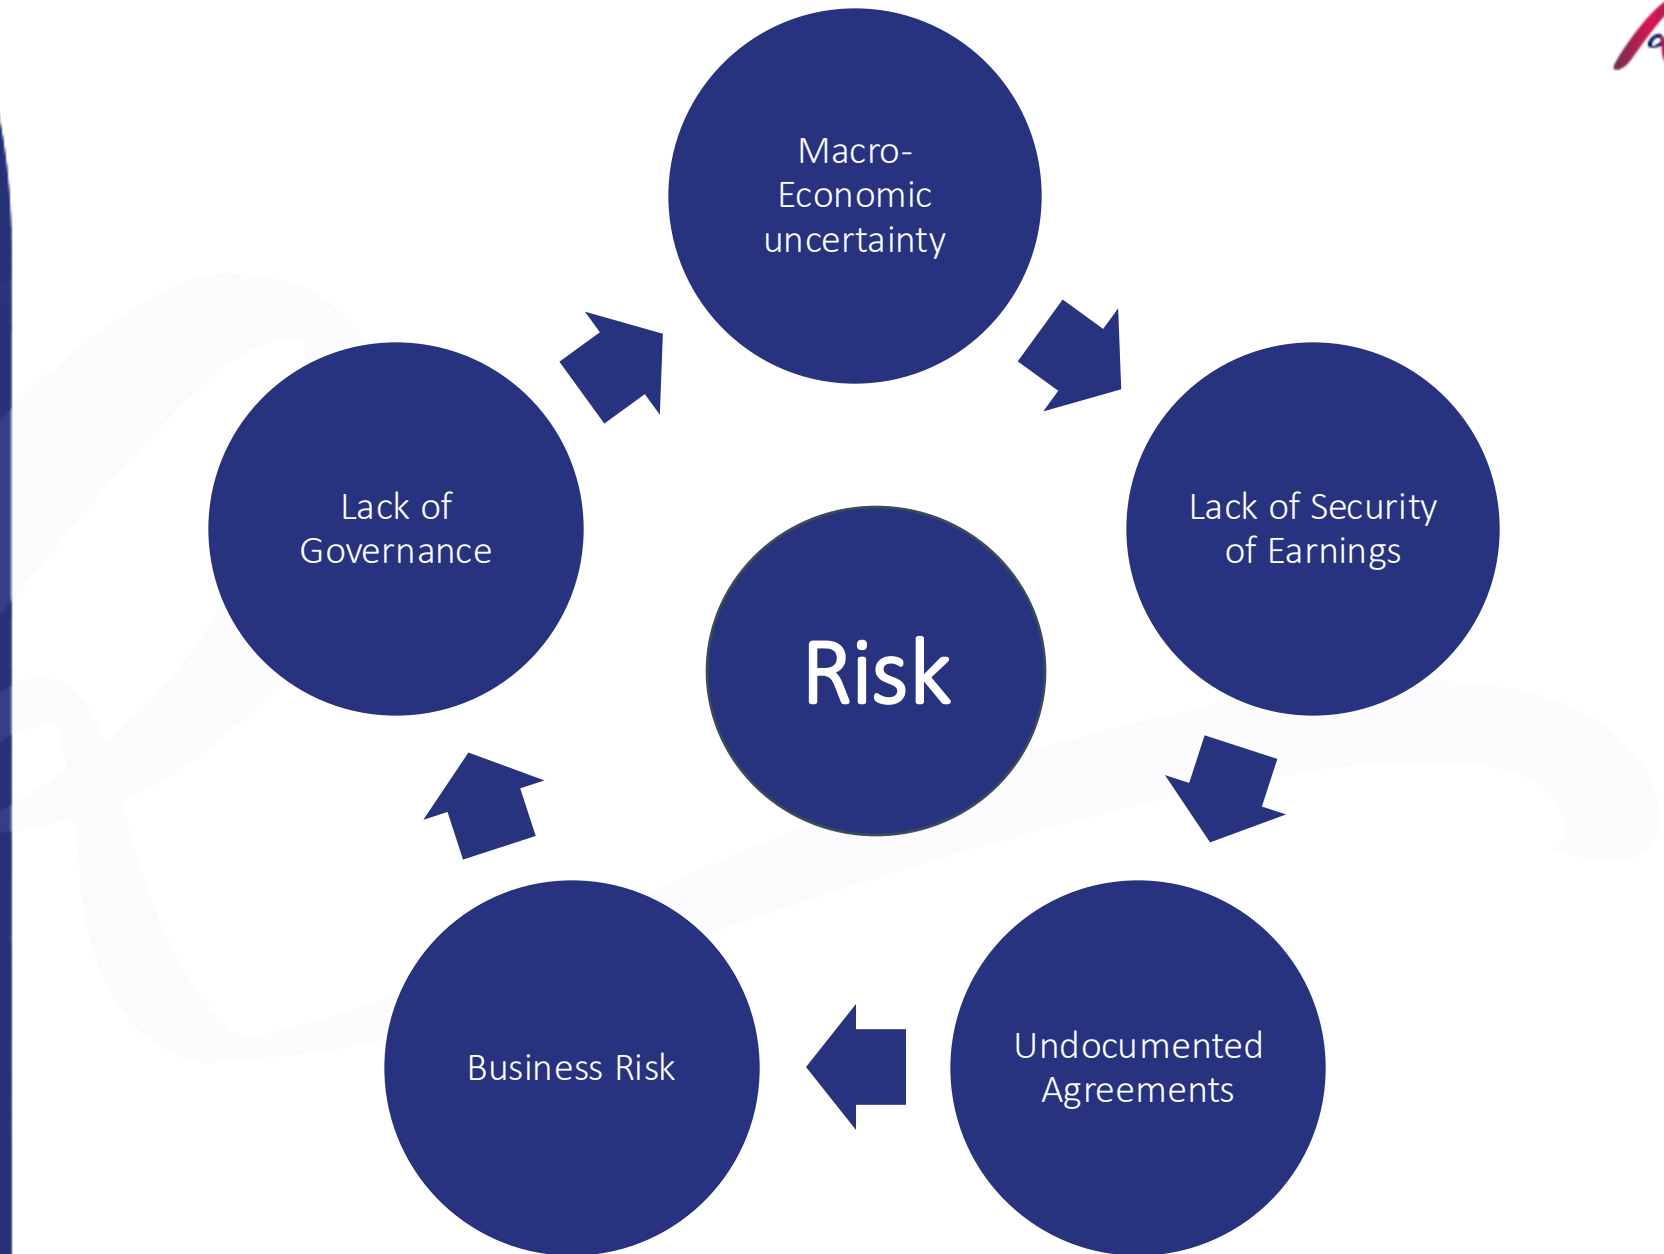 Macro-
Economic
uncertainty
Lack of Security
of Earnings
Undocumented
Agreements
Business Risk
Lack of
Governance
Risk